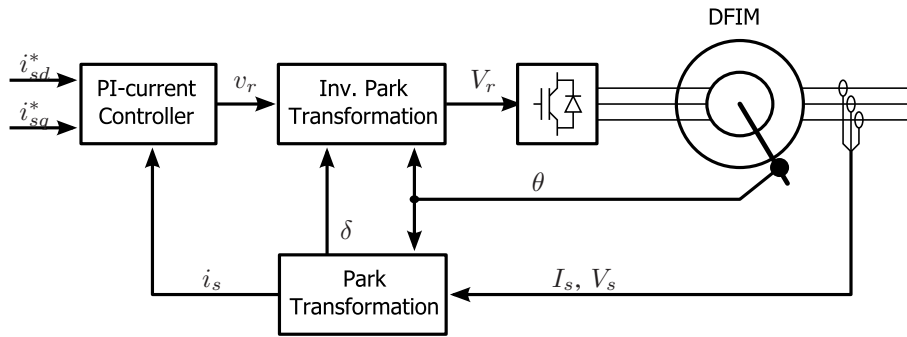 DFIM
i*sd
PI-current
Controller
vr
Inv. Park
Transformation
Vr
i*sq
θ
δ
is
Park
Transformation
Is, Vs